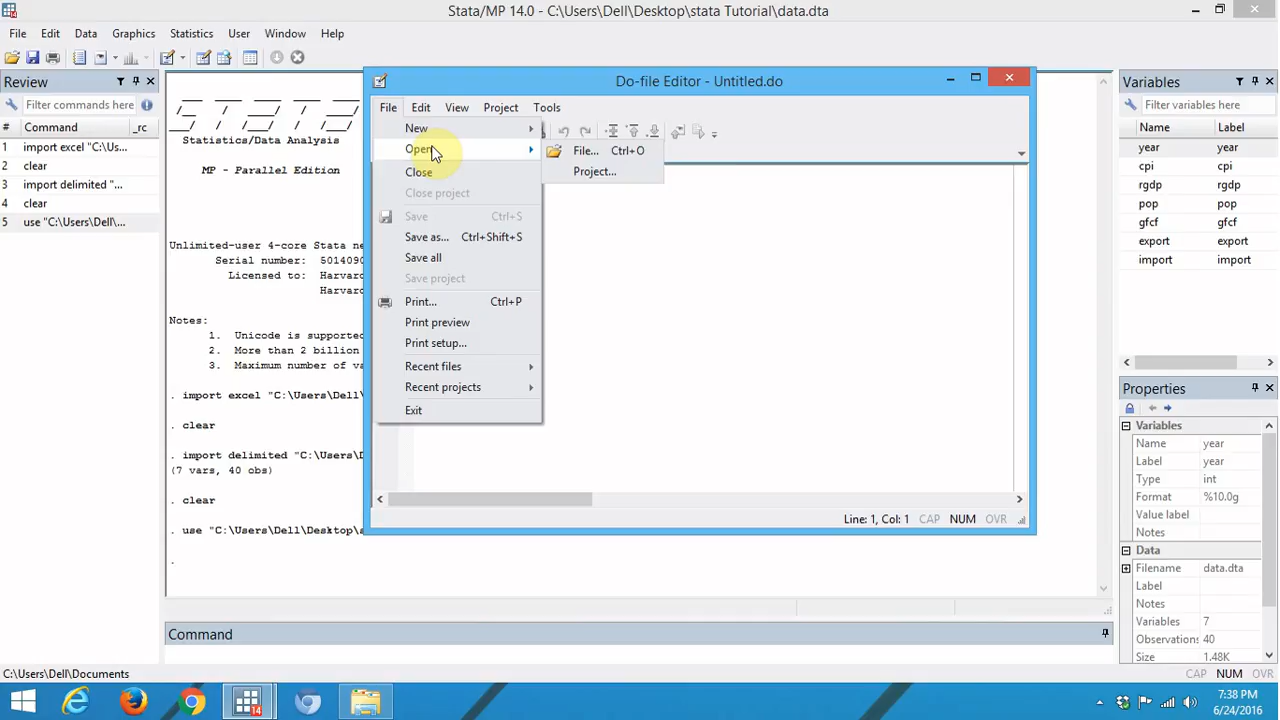 Stata/MP 14.0 - C:\Users\Dell\Desktop\stata Tutorial\data.dta
File Edit Data Graphics Statistics User Window Help
Review
Filter commands here
# Command _rc
1 import excel "C:\Us...
2 clear
3 import delimited "C:\...
4 clear
5 use "C:\Users\Dell\...
Statistics/Data Analysis
MP - Parallel Edition
Unlimited-user 4-core Stata ne
Serial number: 5014090
Licensed to: Harvar
Harvar
Notes:
1. Unicode is supporte
2. More than 2 billion
3. Maximum number of va
. import excel "C:\Users\Dell\
. clear
. import delimited "C:\Users\D
(7 vars, 40 obs)
. clear
. use "C:\Users\Dell\Desktop\s
.
Do-file Editor - Untitled.do
File Edit View Project Tools
New
Open
Close
Close project
Save Ctrl+S
Save as... Ctrl+Shift+S
Save all
Save project
Print... Ctrl+P
Print preview
Print setup...
Recent files
Recent projects
Exit
File... Ctrl+O
Project...
Line: 1, Col: 1 CAP NUM OVR
Variables
Filter variables here
Name Label
year year
cpi cpi
rgdp rgdp
pop pop
gfcf gfcf
export export
import import
Properties
Variables
Name year
Label year
Type int
Format %10.0g
Value label
Notes
Data
Filename data.dta
Label
Notes
Variables 7
Observations 40
Size 1.48K
Command
C:\Users\Dell\Documents
CAP NUM OVR
14
7:38 PM
6/24/2016